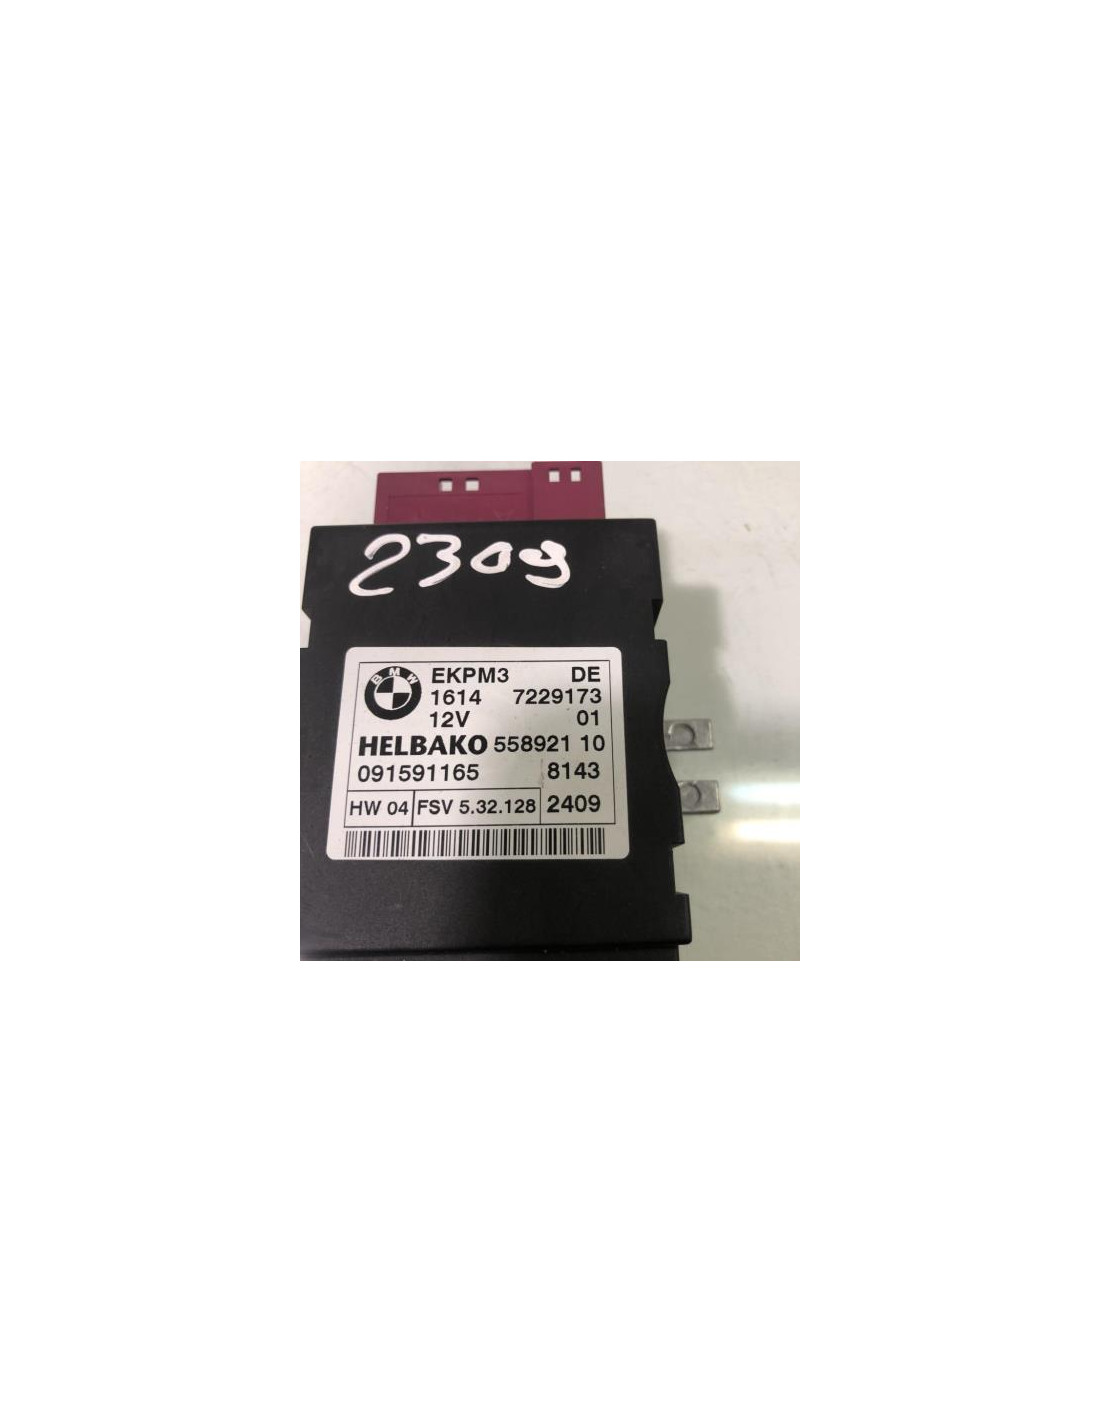 2309
BMW
EKPM3 DE
1614 7229173
12V 01
HELBAKO 558921 10
091591165 8143
HW 04 FSV 5.32.128 2409